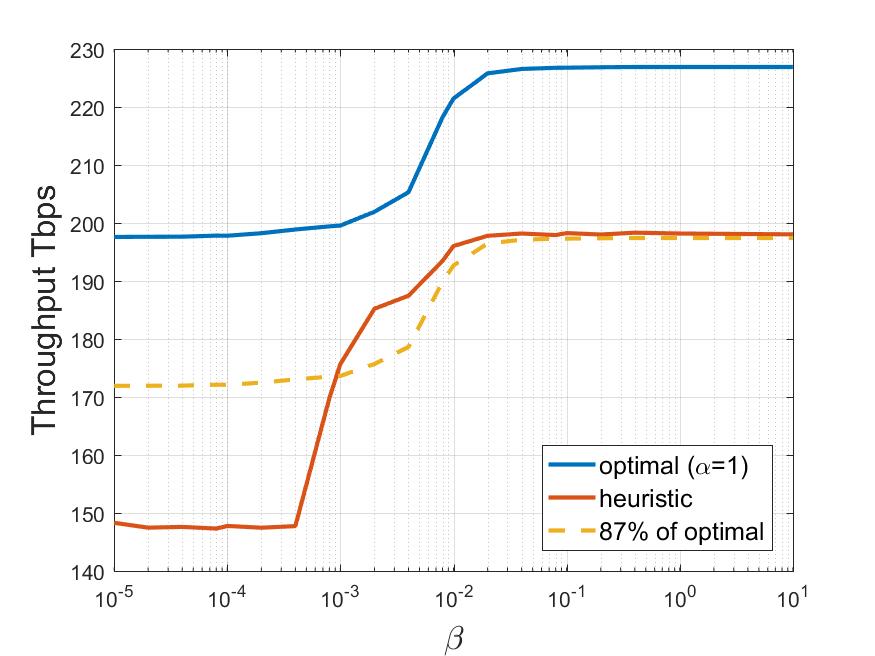 230
220
210
200
190
180
170
160
150
140
Throughput Tbps
optimal (α=1)
heuristic
87% of optimal
10^-5 10^-4 10^-3 10^-2 10^-1 10^0 10^1
β